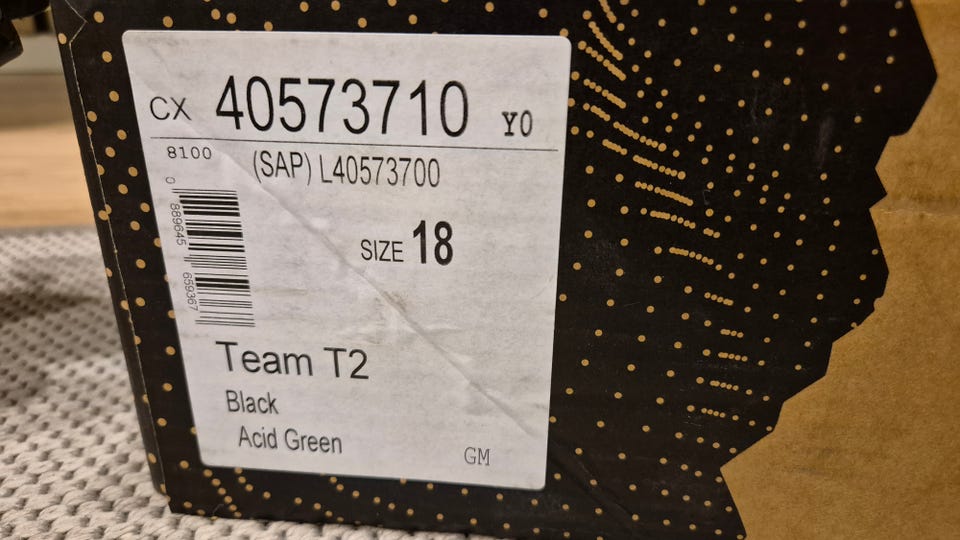 CX 40573710 Y0
8100 (SAP) L40573700
0 889645 659367
SIZE 18
Team T2
Black
Acid Green GM